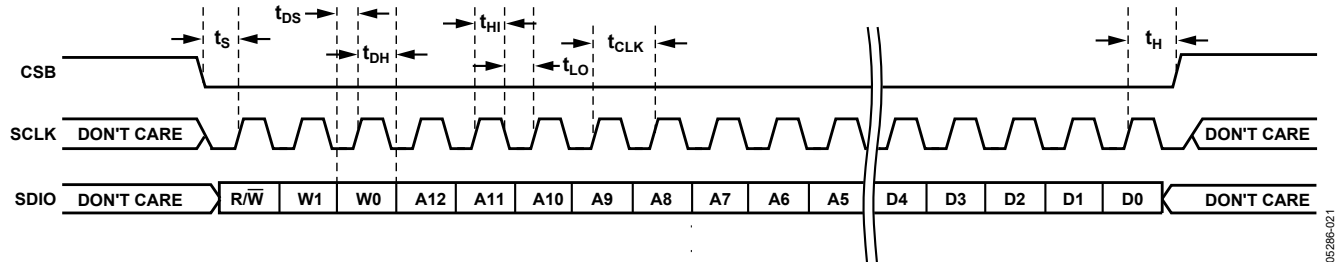 tDS
tHI
tS
tCLK
tH
tDH
tLO
CSB
SCLK DON'T CARE DON'T CARE
SDIO DON'T CARE R/W̅ W1 W0 A12 A11 A10 A9 A8 A7 A6 A5 D4 D3 D2 D1 D0 DON'T CARE
05286-021